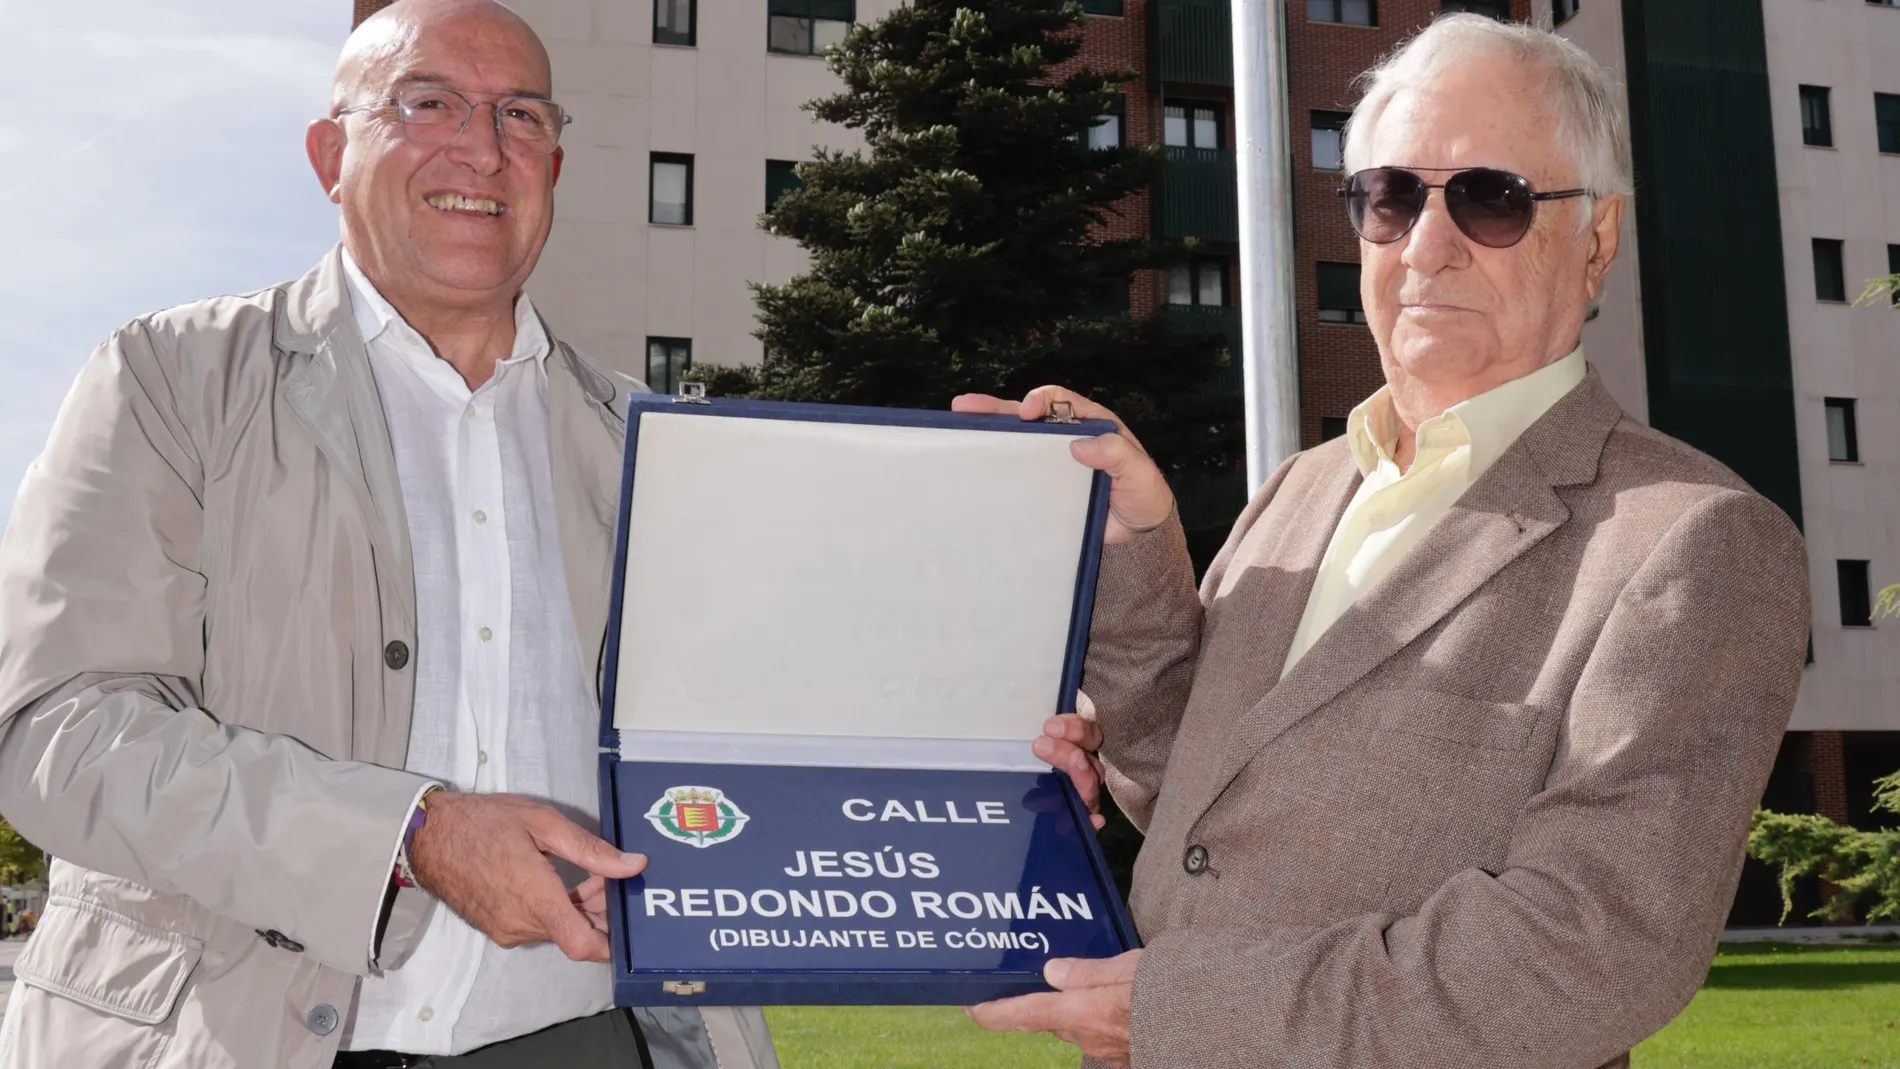 CALLE
JESÚS
REDONDO ROMÁN
(DIBUJANTE DE CÓMIC)